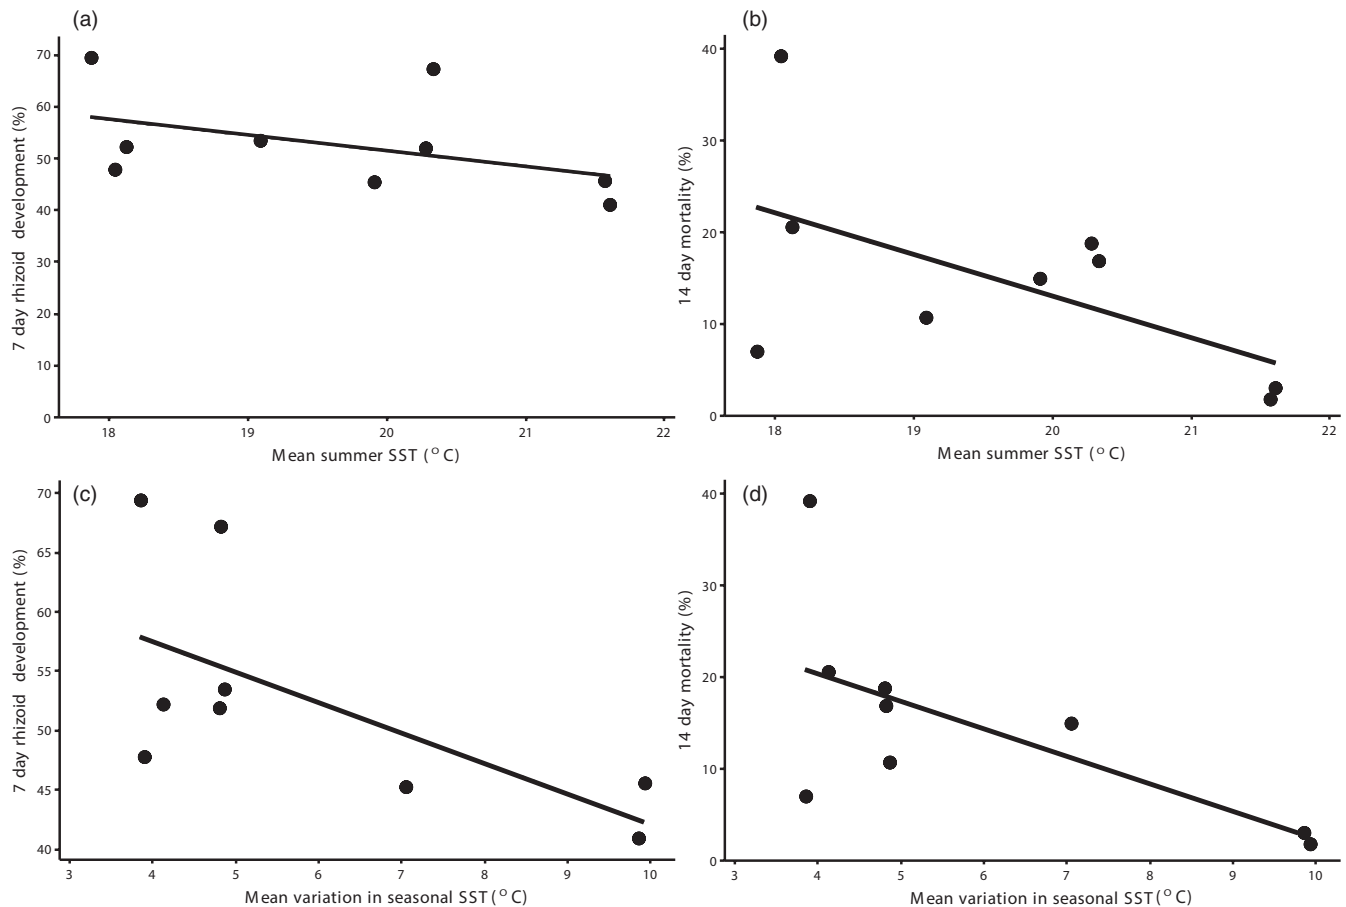 (a)
70
60
50
40
30
20
10
0
7 day rhizoid development (%)
18 19 20 21 22
Mean summer SST (°C)
(b)
40
30
20
10
0
14 day mortality (%)
18 19 20 21 22
Mean summer SST (°C)
(c)
70
65
60
55
50
45
40
7 day rhizoid development (%)
3 4 5 6 7 8 9 10
Mean variation in seasonal SST (°C)
(d)
40
30
20
10
0
14 day mortality (%)
3 4 5 6 7 8 9 10
Mean variation in seasonal SST (°C)